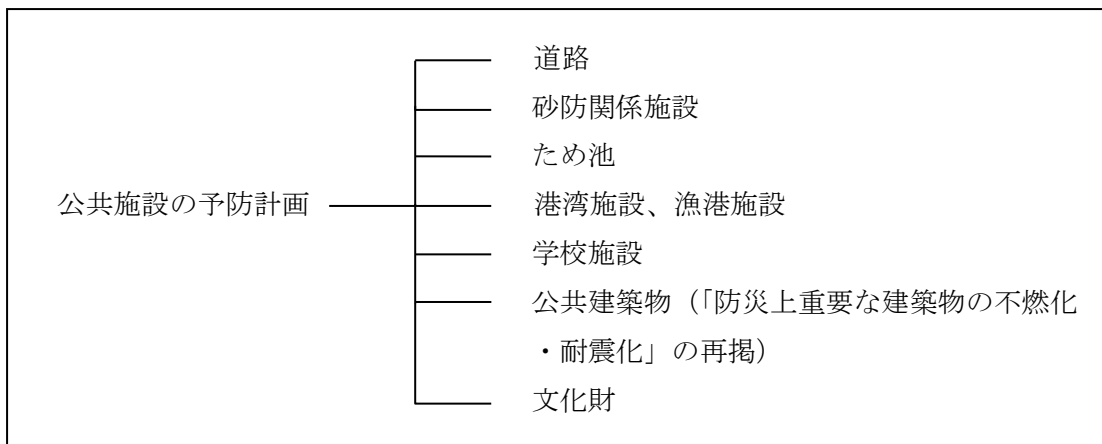 道路
砂防関係施設
ため池
公共施設の予防計画
港湾施設、漁港施設
学校施設
公共建築物（「防災上重要な建築物の不燃化
・耐震化」の再掲）
文化財